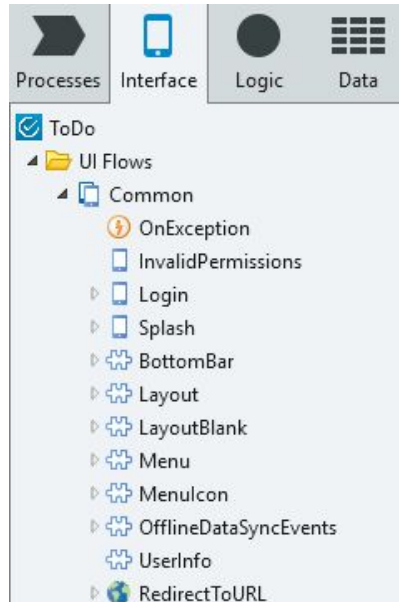 Processes Interface Logic Data
ToDo
UI Flows
Common
OnException
InvalidPermissions
Login
Splash
BottomBar
Layout
LayoutBlank
Menu
MenuIcon
OfflineDataSyncEvents
UserInfo
RedirectToURL